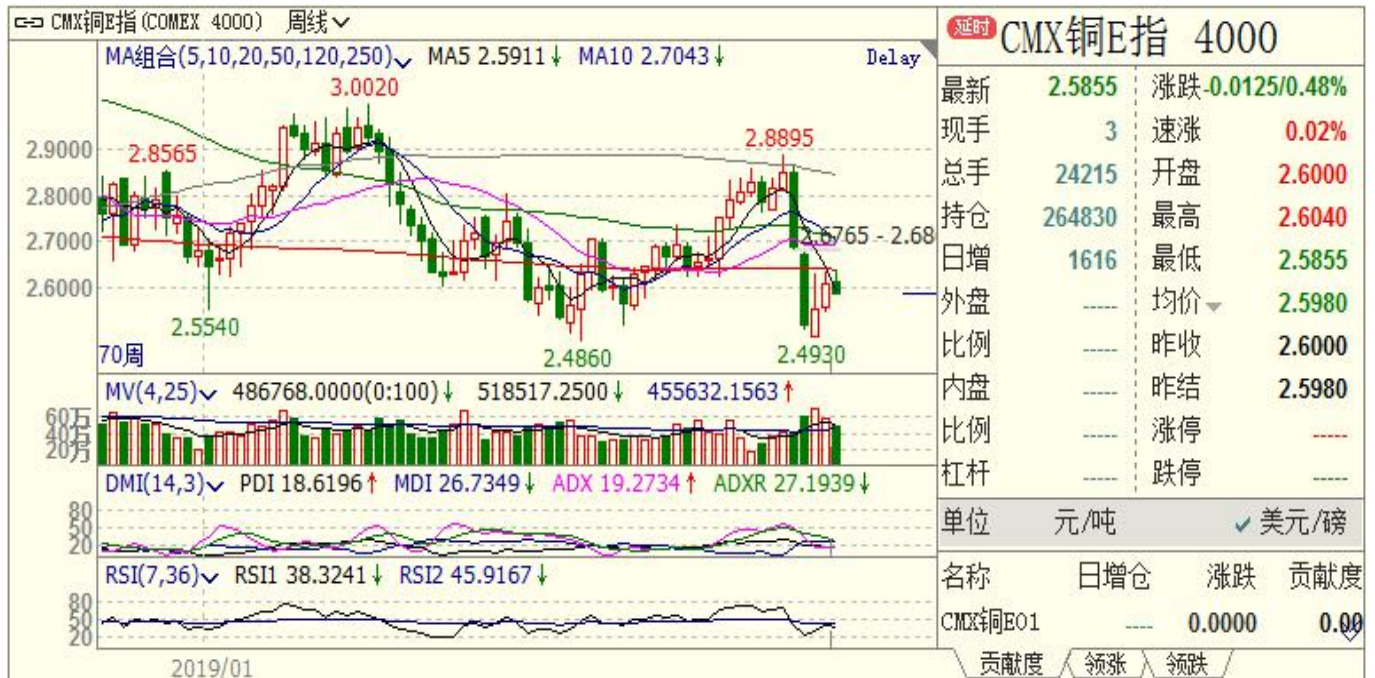 CMX铜E指(COMEX 4000) 周线
MA组合(5,10,20,50,120,250) MA5 2.5911↓ MA10 2.7043↓ Delay
3.0020
2.8895
2.9000
2.8565
2.8000
2.7000
2.6765 - 2.68
2.6000
2.5540
2.4860
2.4930
70周
MV(4,25) 486768.0000(0:100)↓ 518517.2500↓ 455632.1563↑
60万
40万
20万
DMI(14,3) PDI 18.6196↑ MDI 26.7349↓ ADX 19.2734↑ ADXR 27.1939↓
80
50
20
RSI(7,36) RSI1 38.3241↓ RSI2 45.9167↓
80
50
20
2019/01
延时 CMX铜E指 4000
最新 2.5855 涨跌 -0.0125/0.48%
现手 3 速涨 0.02%
总手 24215 开盘 2.6000
持仓 264830 最高 2.6040
日增 1616 最低 2.5855
外盘 ---- 均价 2.5980
比例 ---- 昨收 2.6000
内盘 ---- 昨结 2.5980
比例 ---- 涨停 ----
杠杆 ---- 跌停 ----
单位 元/吨 ✓ 美元/磅
名称 日增仓 涨跌 贡献度
CMX铜E01 ---- 0.0000 0.00
贡献度 领涨 领跌